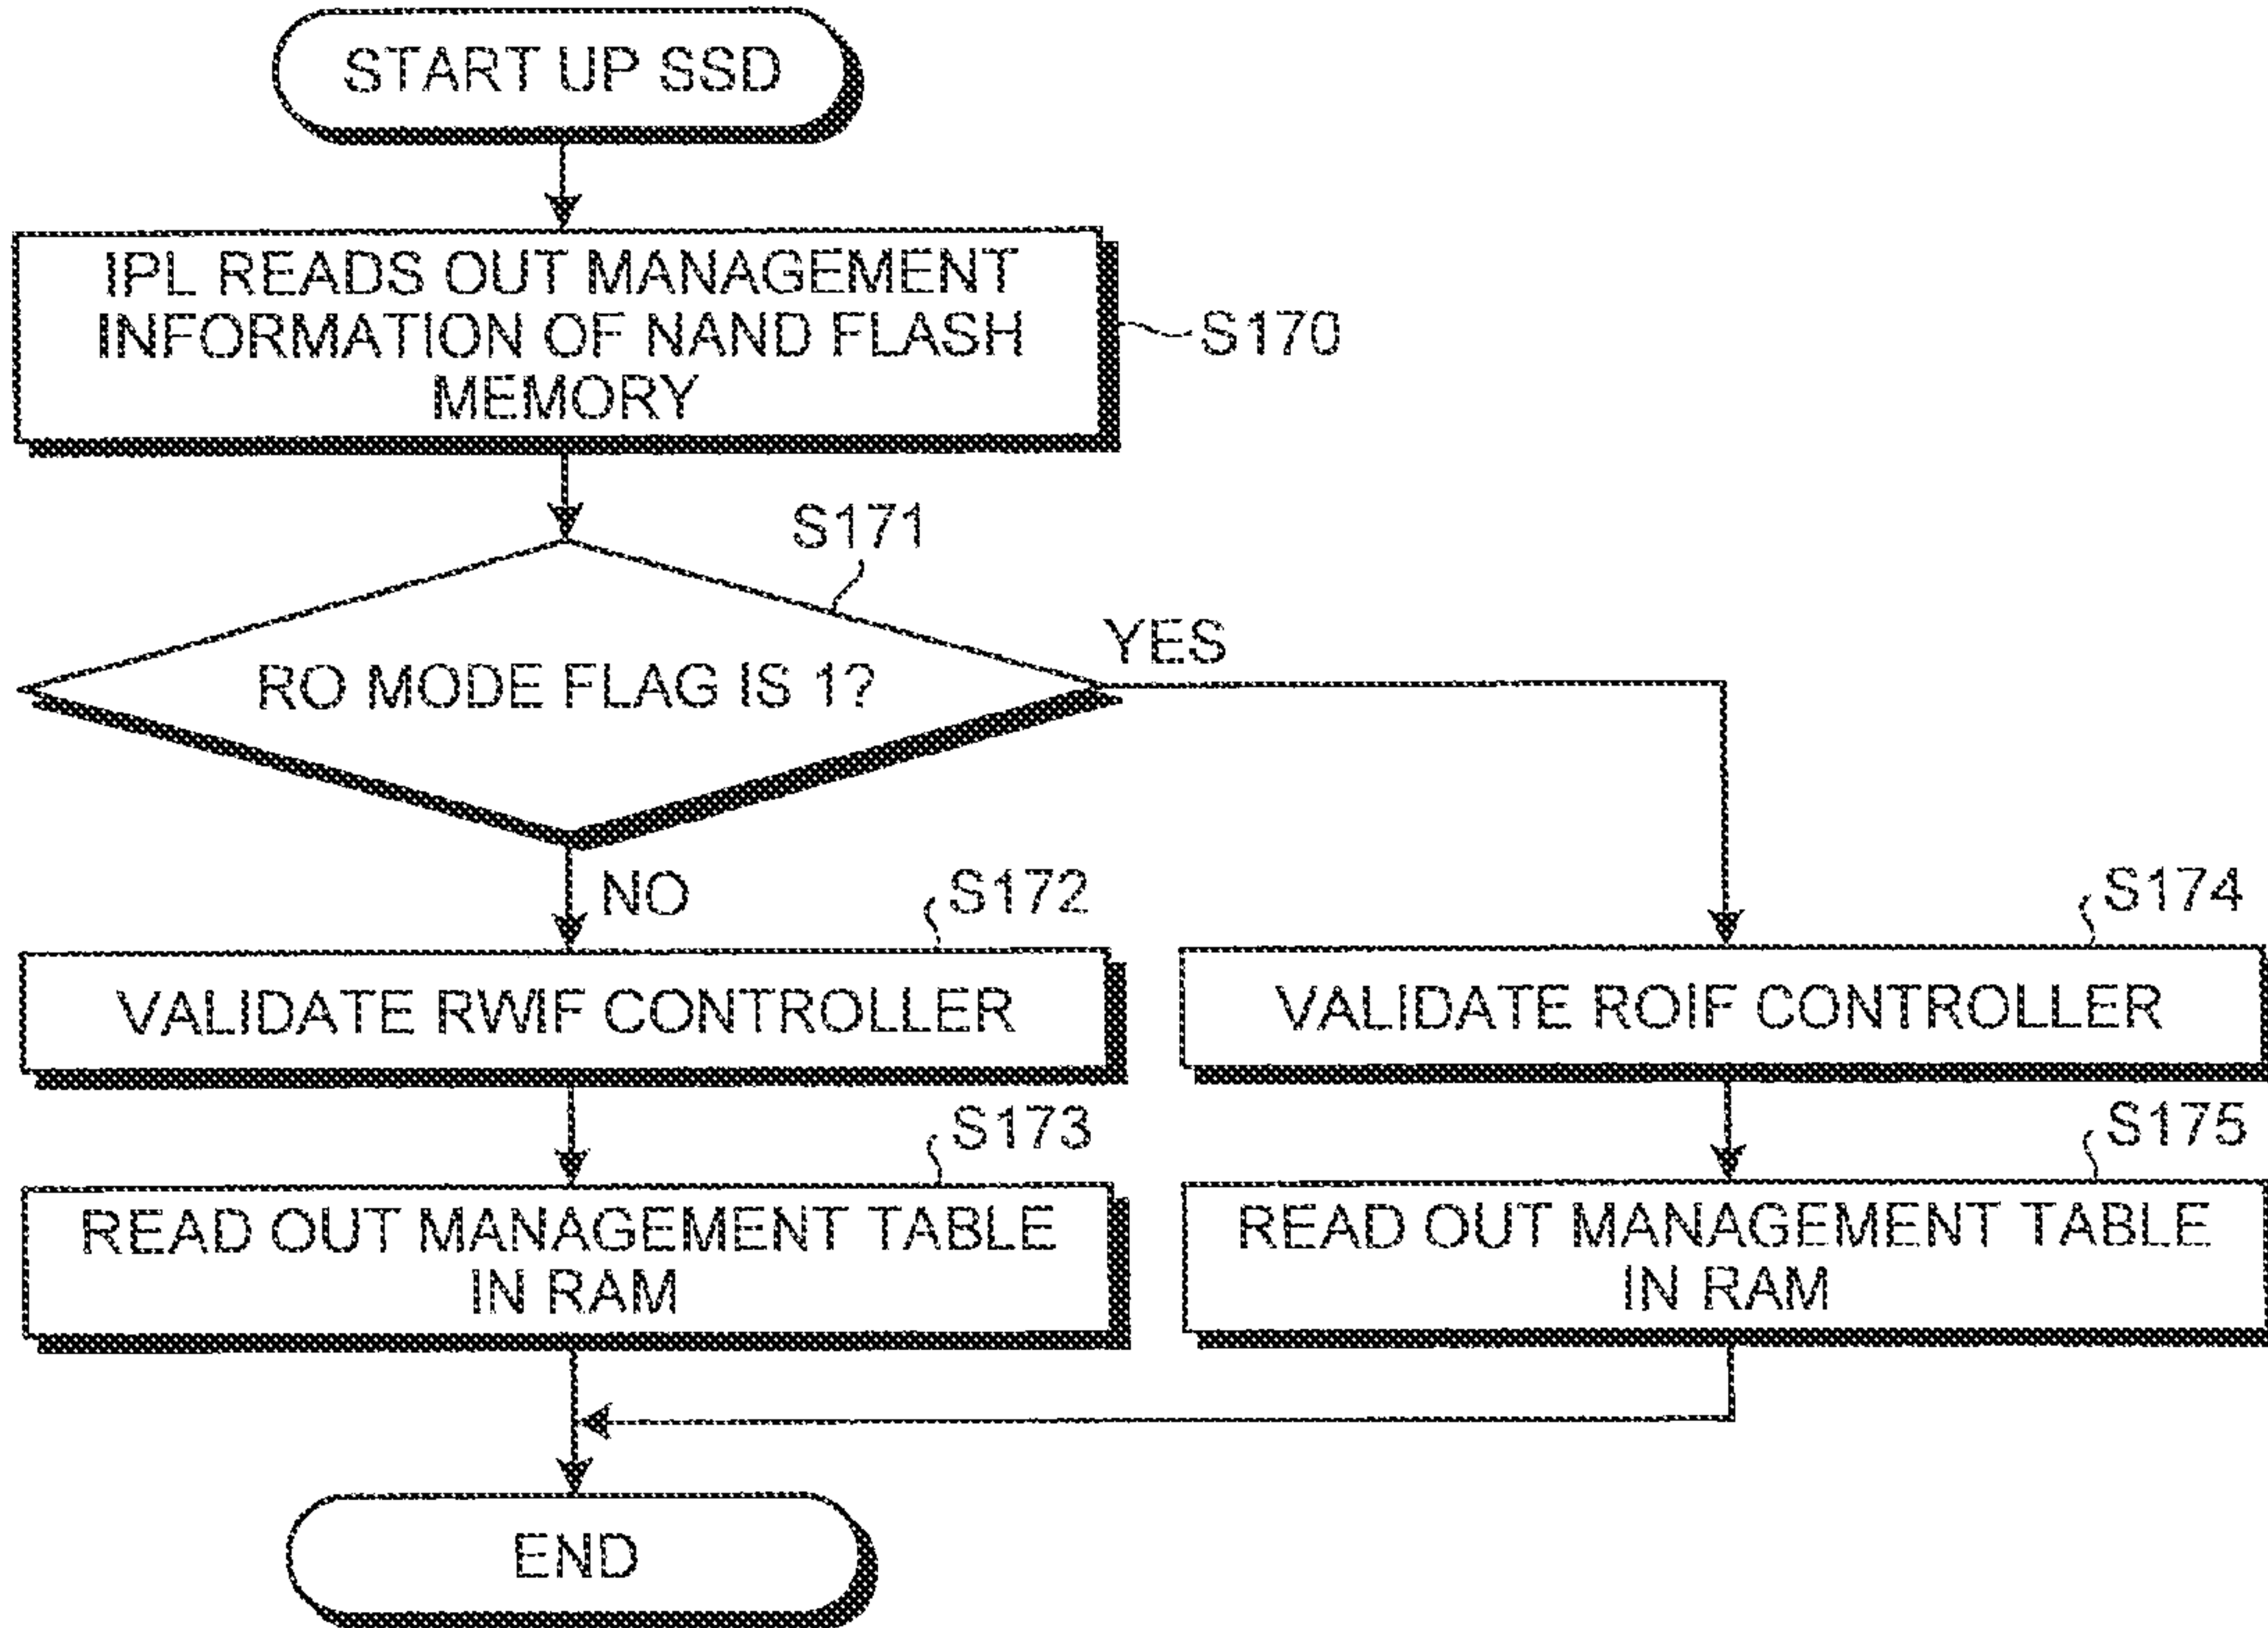 START UP SSD
IPL READS OUT MANAGEMENT
INFORMATION OF NAND FLASH
MEMORY
S170
S171
RO MODE FLAG IS 1?
YES
NO
S172
VALIDATE RWIF CONTROLLER
S174
VALIDATE ROIF CONTROLLER
S173
READ OUT MANAGEMENT TABLE
IN RAM
S175
READ OUT MANAGEMENT TABLE
IN RAM
END